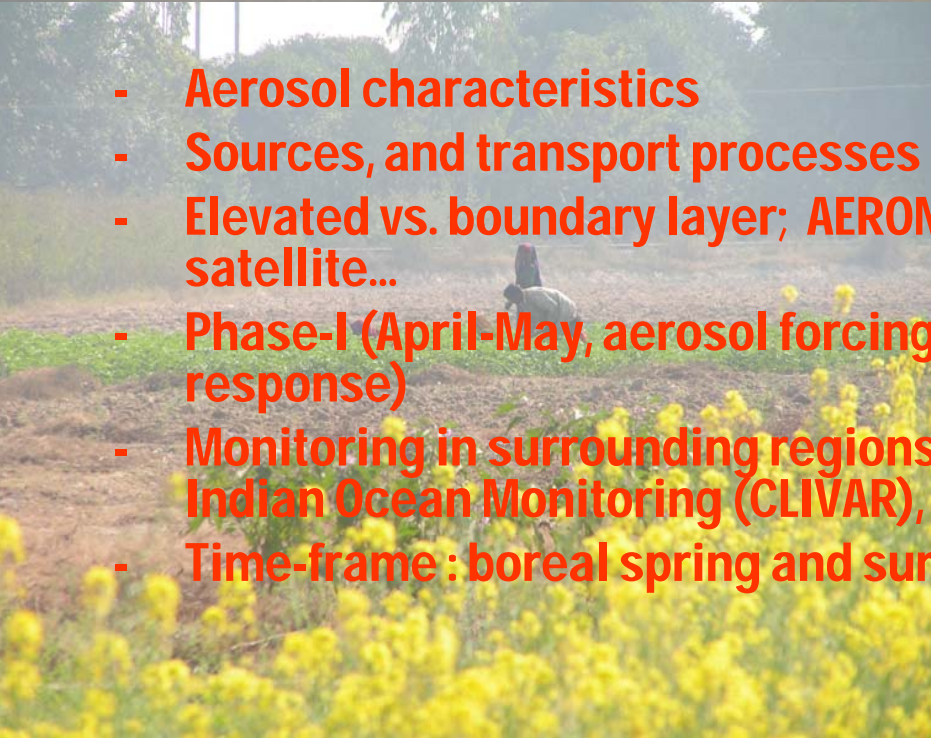 - Aerosol characteristics
- Sources, and transport processes
- Elevated vs. boundary layer; AERON
satellite...
- Phase-I (April-May, aerosol forcing
response)
- Monitoring in surrounding regions
Indian Ocean Monitoring (CLIVAR),
- Time-frame : boreal spring and